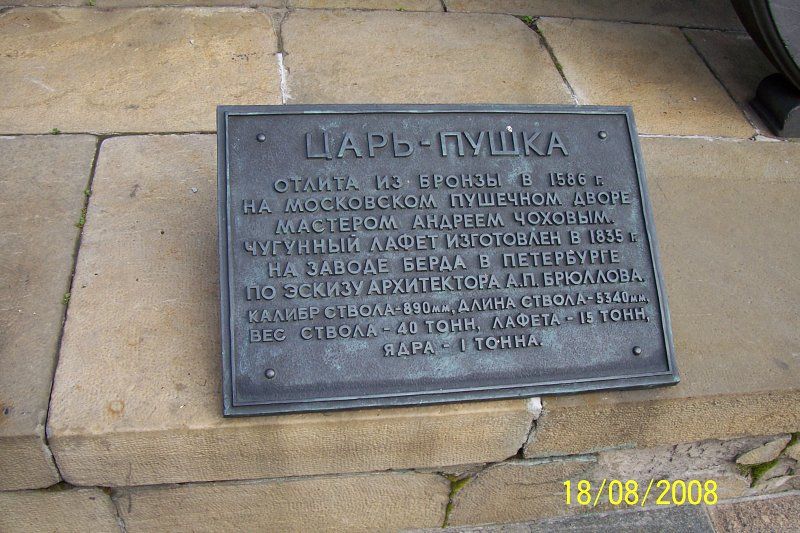 ЦАРЬ-ПУШКА
ОТЛИТА ИЗ БРОНЗЫ В 1586 г.
НА МОСКОВСКОМ ПУШЕЧНОМ ДВОРЕ
МАСТЕРОМ АНДРЕЕМ ЧОХОВЫМ.
ЧУГУННЫЙ ЛАФЕТ ИЗГОТОВЛЕН В 1835 г.
НА ЗАВОДЕ БЕРДА В ПЕТЕРБУРГЕ
ПО ЭСКИЗУ АРХИТЕКТОРА А.П. БРЮЛЛОВА.
КАЛИБР СТВОЛА-890мм, ДЛИНА СТВОЛА-5340мм,
ВЕС СТВОЛА - 40 ТОНН, ЛАФЕТА - 15 ТОНН,
ЯДРА - 1 ТОННА.
18/08/2008